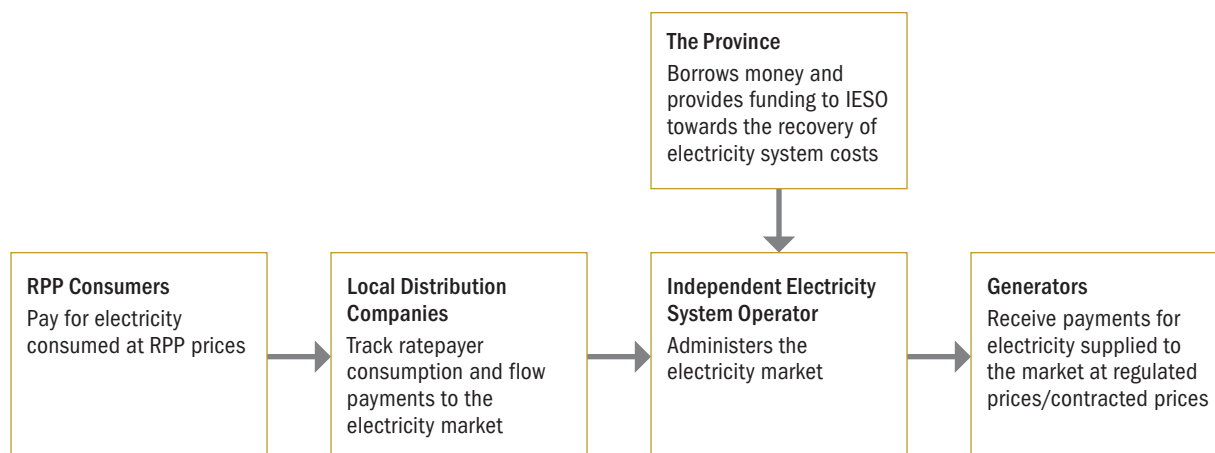 The Province
Borrows money and
provides funding to IESO
towards the recovery of
electricity system costs
RPP Consumers
Pay for electricity
consumed at RPP prices
Local Distribution
Companies
Track ratepayer
consumption and flow
payments to the
electricity market
Independent Electricity
System Operator
Administers the
electricity market
Generators
Receive payments for
electricity supplied to
the market at regulated
prices/contracted prices